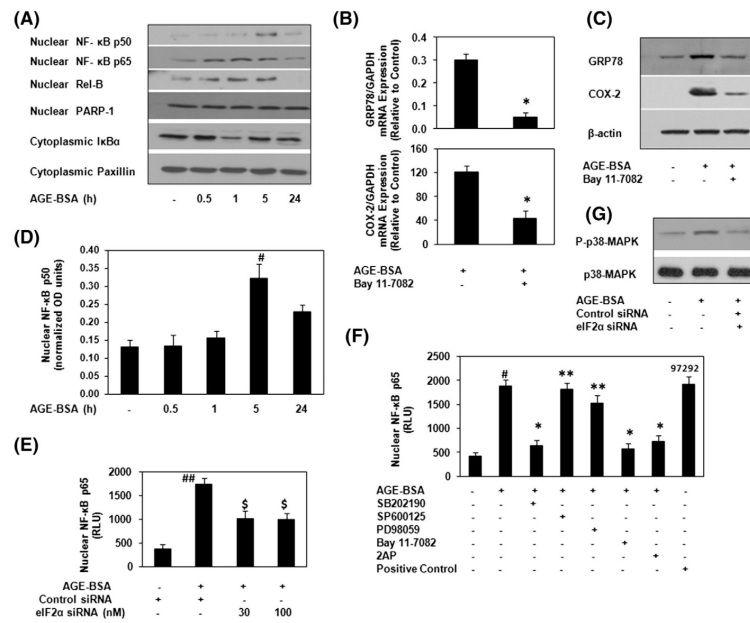 (A)
Nuclear NF- κB p50
Nuclear NF- κB p65
Nuclear Rel-B
Nuclear PARP-1
Cytoplasmic IκBα
Cytoplasmic Paxillin
AGE-BSA (h) - 0.5 1 5 24
(B)
GRP78/GAPDH
mRNA Expression
(Relative to Control)
0.4
0.3
0.2
0.1
0.0
*
COX-2/GAPDH
mRNA Expression
(Relative to Control)
160
120
80
40
0
*
AGE-BSA + +
Bay 11-7082 - +
(C)
GRP78
COX-2
β-actin
AGE-BSA - + +
Bay 11-7082 - - +
(G)
P-p38-MAPK
p38-MAPK
AGE-BSA - + +
Control siRNA - - +
eIF2α siRNA - - +
(D)
Nuclear NF-κB p50
(normalized OD units)
0.40
0.35
0.30
0.25
0.20
0.15
0.10
0.05
0.00
#
AGE-BSA (h) - 0.5 1 5 24
(E)
Nuclear NF-κB p65
(RLU)
2000
1500
1000
500
0
## $ $
AGE-BSA - + + +
Control siRNA + + - -
eIF2α siRNA (nM) - - 30 100
(F)
Nuclear NF-κB p65
(RLU)
2500
2000
1500
1000
500
0
# * ** ** * * 97292
AGE-BSA - + + + + + + -
SB202190 - - + - - - - -
SP600125 - - - + - - - -
PD98059 - - - - + - - -
Bay 11-7082 - - - - - + - -
2AP - - - - - - + -
Positive Control - - - - - - - +